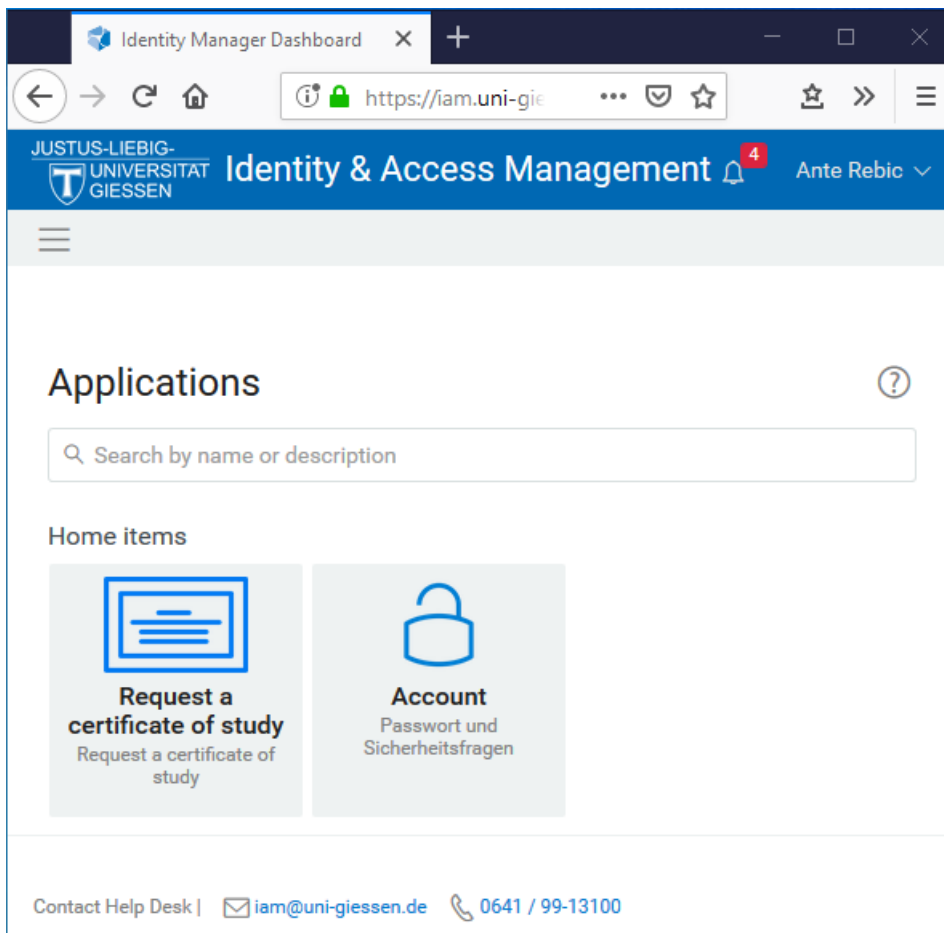 Identity Manager Dashboard
https://iam.uni-gie
JUSTUS-LIEBIG-
UNIVERSITÄT
GIESSEN
Identity & Access Management
4
Ante Rebic
Applications
Search by name or description
Home items
Request a
certificate of study
Request a certificate of
study
Account
Passwort und
Sicherheitsfragen
Contact Help Desk |
iam@uni-giessen.de
0641 / 99-13100